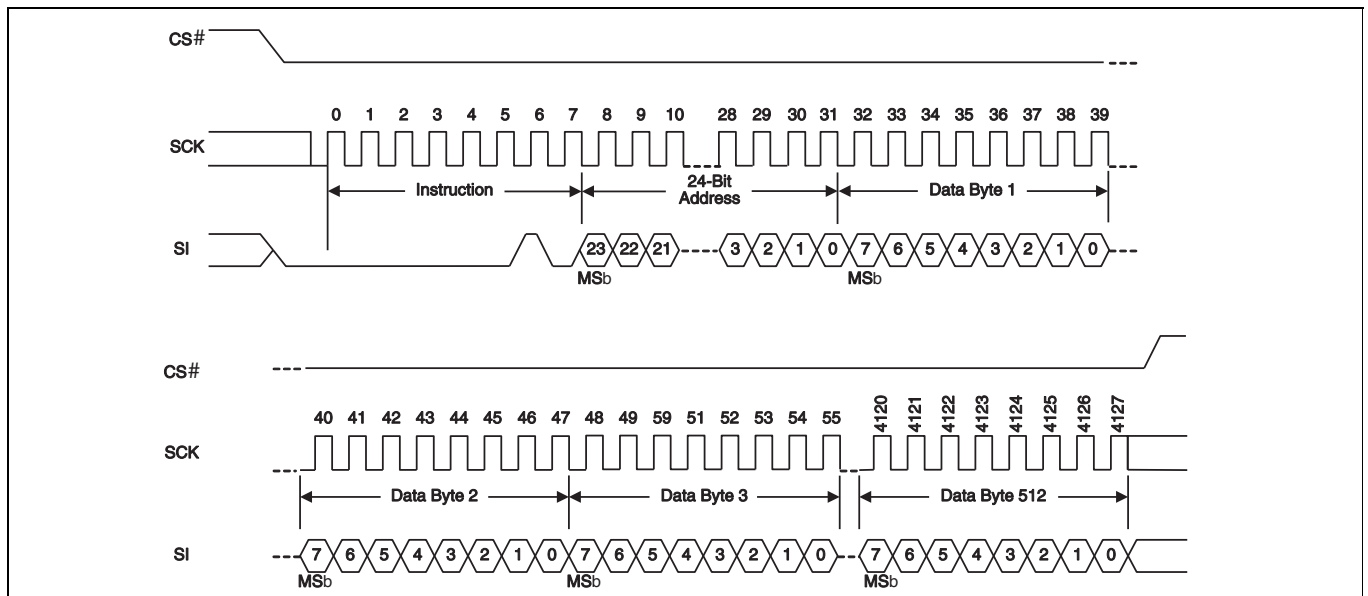 CS#
0 1 2 3 4 5 6 7 8 9 10 28 29 30 31 32 33 34 35 36 37 38 39
SCK
Instruction
24-Bit
Address
Data Byte 1
SI
23 22 21 3 2 1 0 7 6 5 4 3 2 1 0
MSb MSb
CS#
40 41 42 43 44 45 46 47 48 49 59 51 52 53 54 55 4120 4121 4122 4123 4124 4125 4126 4127
SCK
Data Byte 2 Data Byte 3 Data Byte 512
SI
7 6 5 4 3 2 1 0 7 6 5 4 3 2 1 0 7 6 5 4 3 2 1 0
MSb MSb MSb